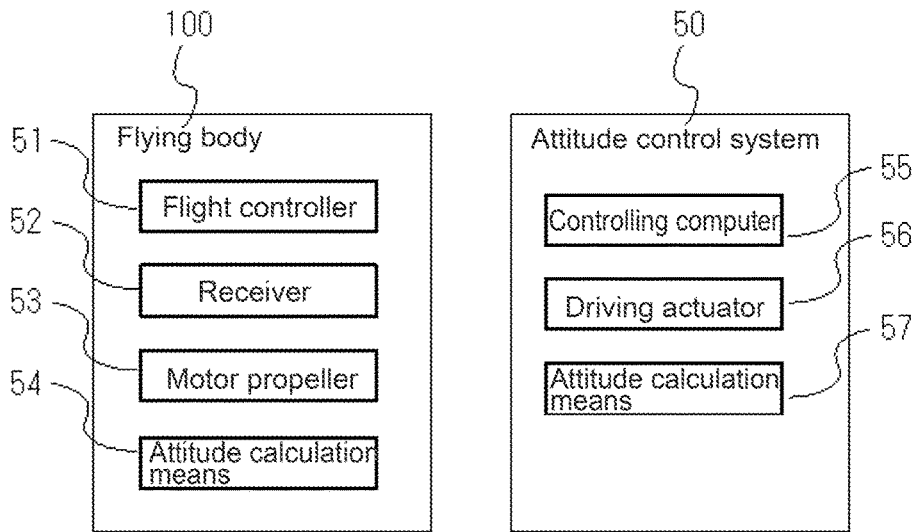 100
50
Flying body
51
Flight controller
52
Receiver
53
Motor propeller
54
Attitude calculation
means
Attitude control system
55
Controlling computer
56
Driving actuator
57
Attitude calculation
means